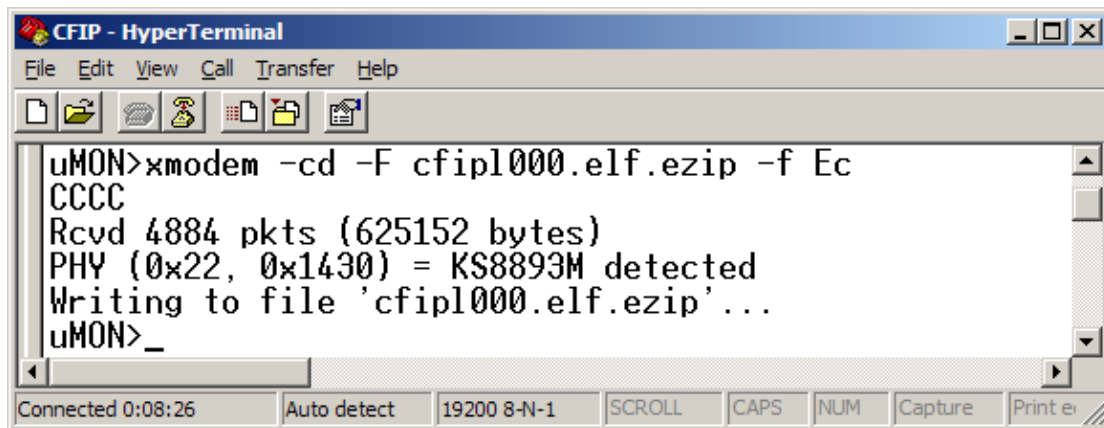 CFIP - HyperTerminal
File Edit View Call Transfer Help
uMON>xmodem -cd -F cfipl000.elf.ezip -f Ec
CCCC
Rcvd 4884 pkts (625152 bytes)
PHY (0x22, 0x1430) = KS8893M detected
Writing to file 'cfipl000.elf.ezip'...
uMON>_
Connected 0:08:26 Auto detect 19200 8-N-1 SCROLL CAPS NUM Capture Print e